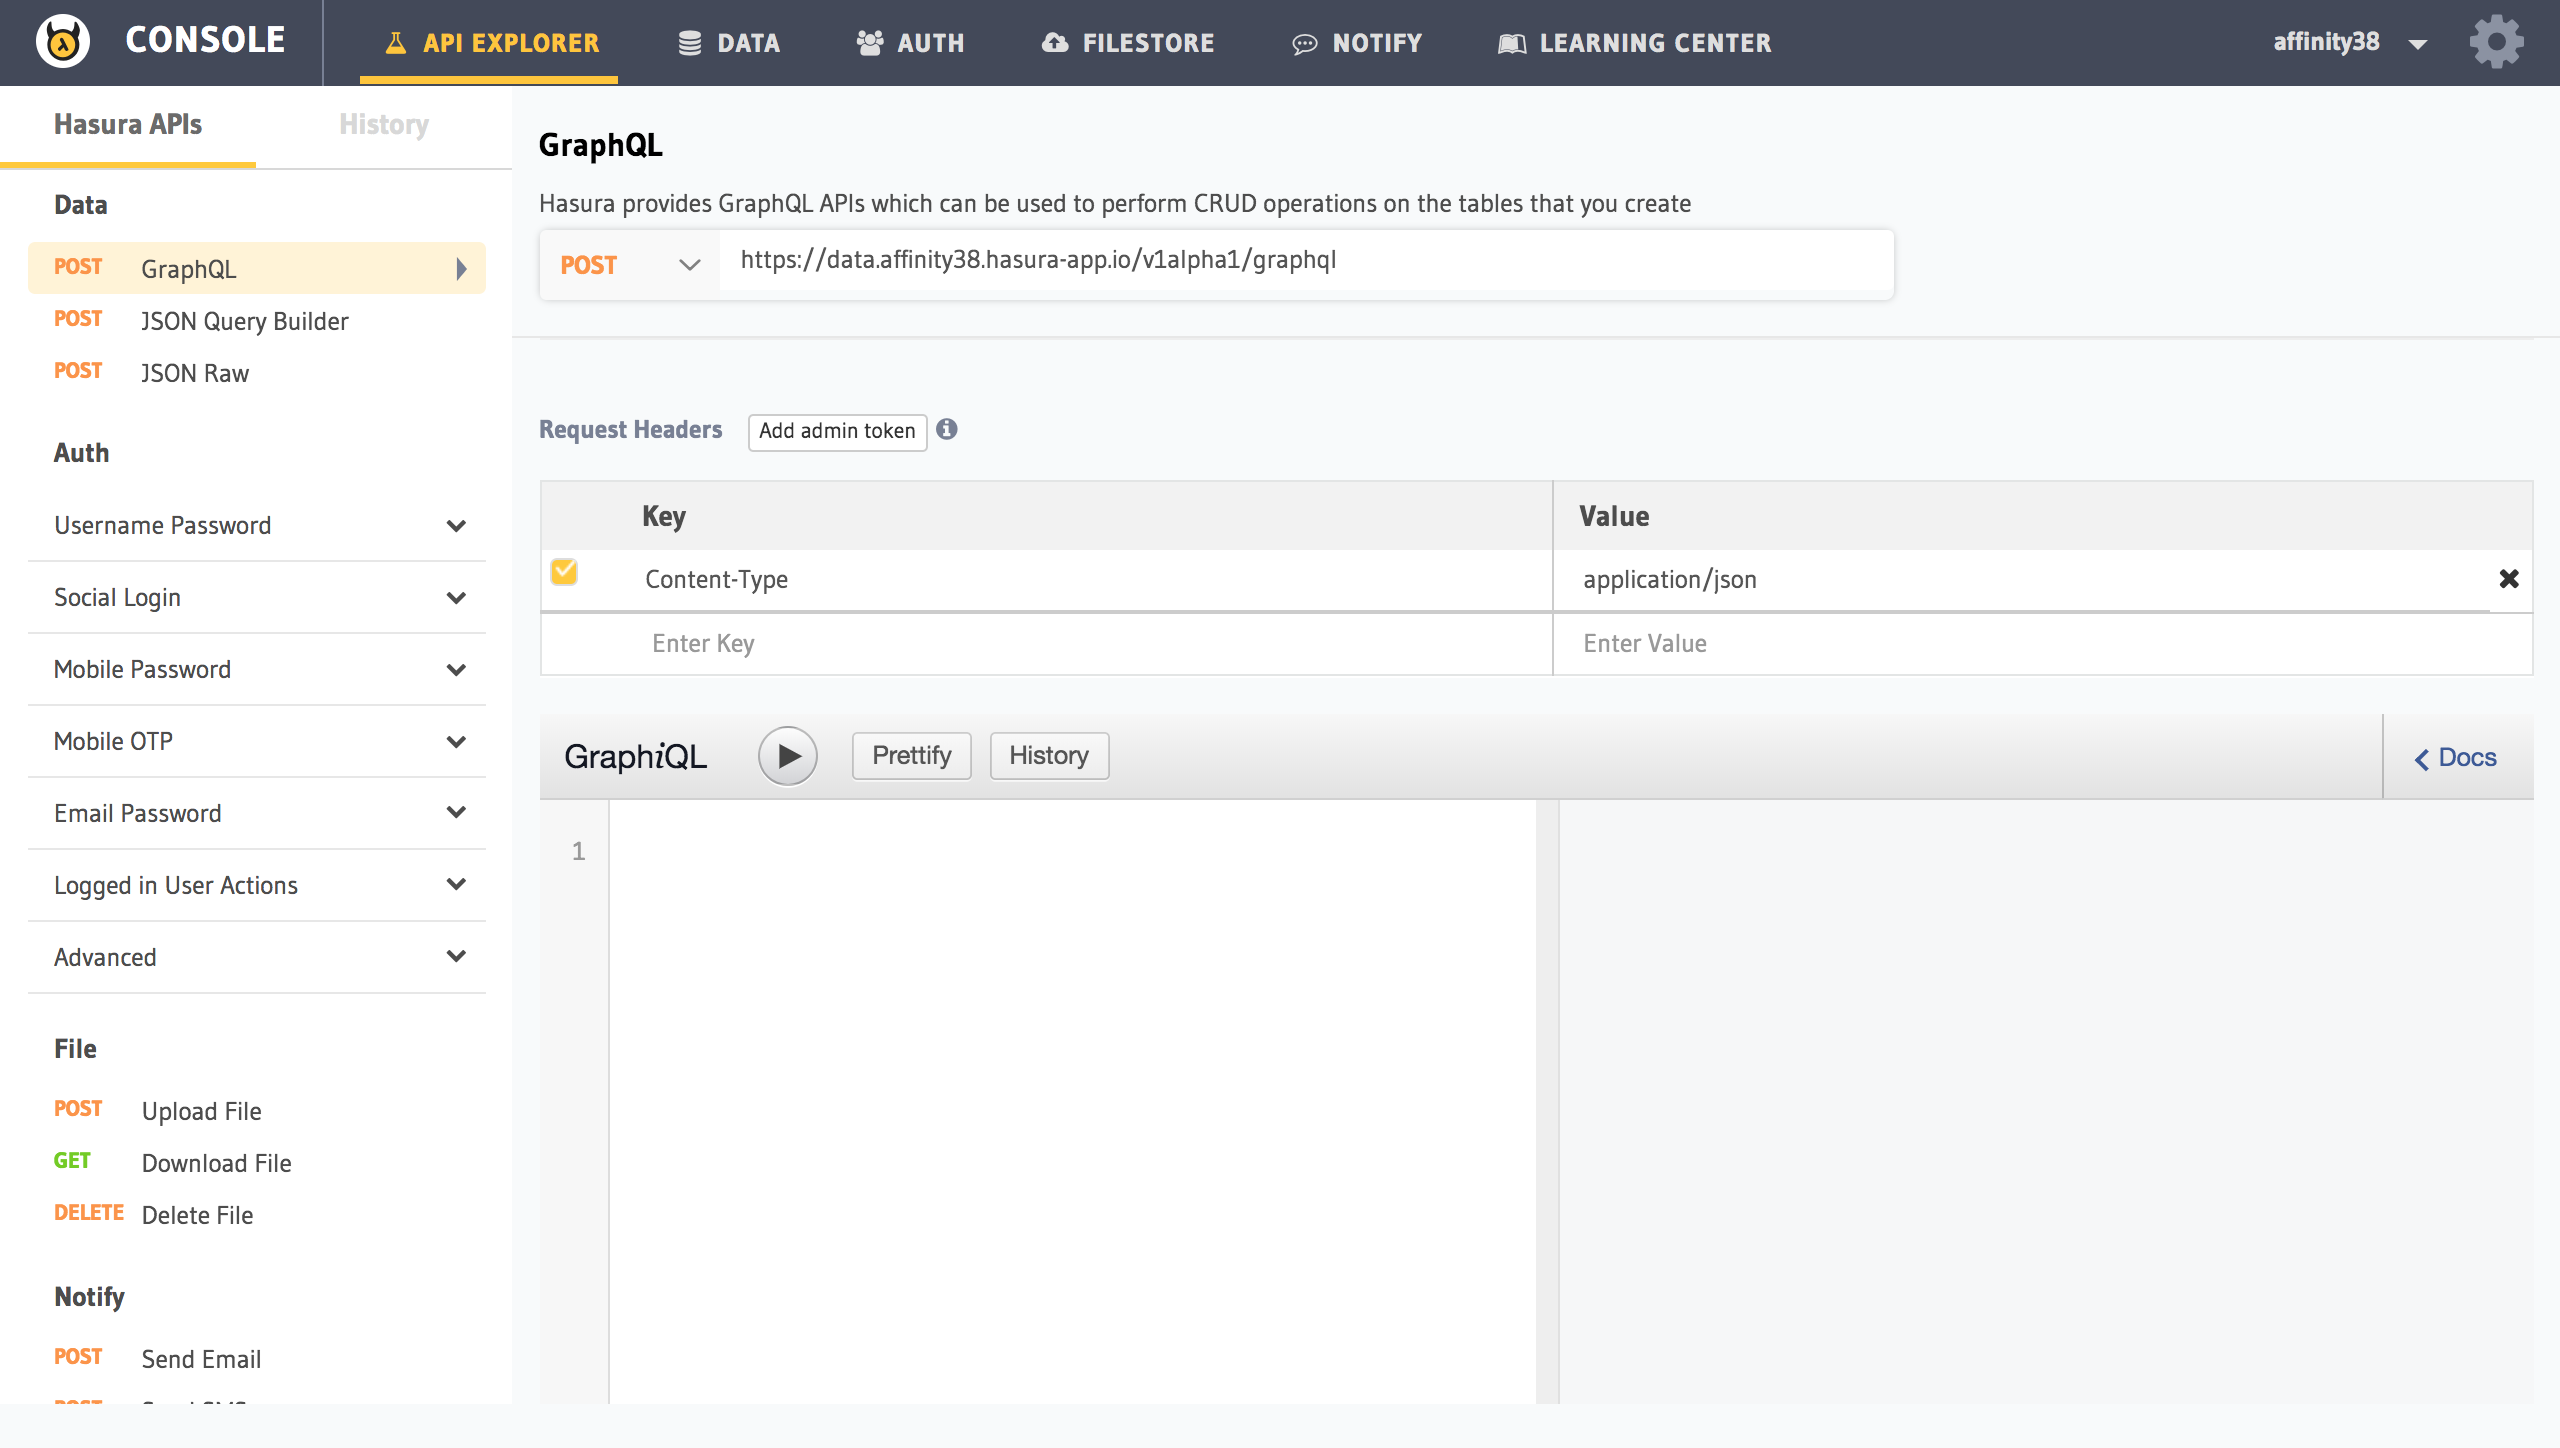 CONSOLE
API EXPLORER
DATA
AUTH
FILESTORE
NOTIFY
LEARNING CENTER
affinity38
Hasura APIs
History
Data
POST GraphQL
POST JSON Query Builder
POST JSON Raw
Auth
Username Password
Social Login
Mobile Password
Mobile OTP
Email Password
Logged in User Actions
Advanced
File
POST Upload File
GET Download File
DELETE Delete File
Notify
POST Send Email
GraphQL
Hasura provides GraphQL APIs which can be used to perform CRUD operations on the tables that you create
POST https://data.affinity38.hasura-app.io/v1alpha1/graphql
Request Headers Add admin token
Key Value
Content-Type application/json
Enter Key Enter Value
GraphiQL Prettify History Docs
1